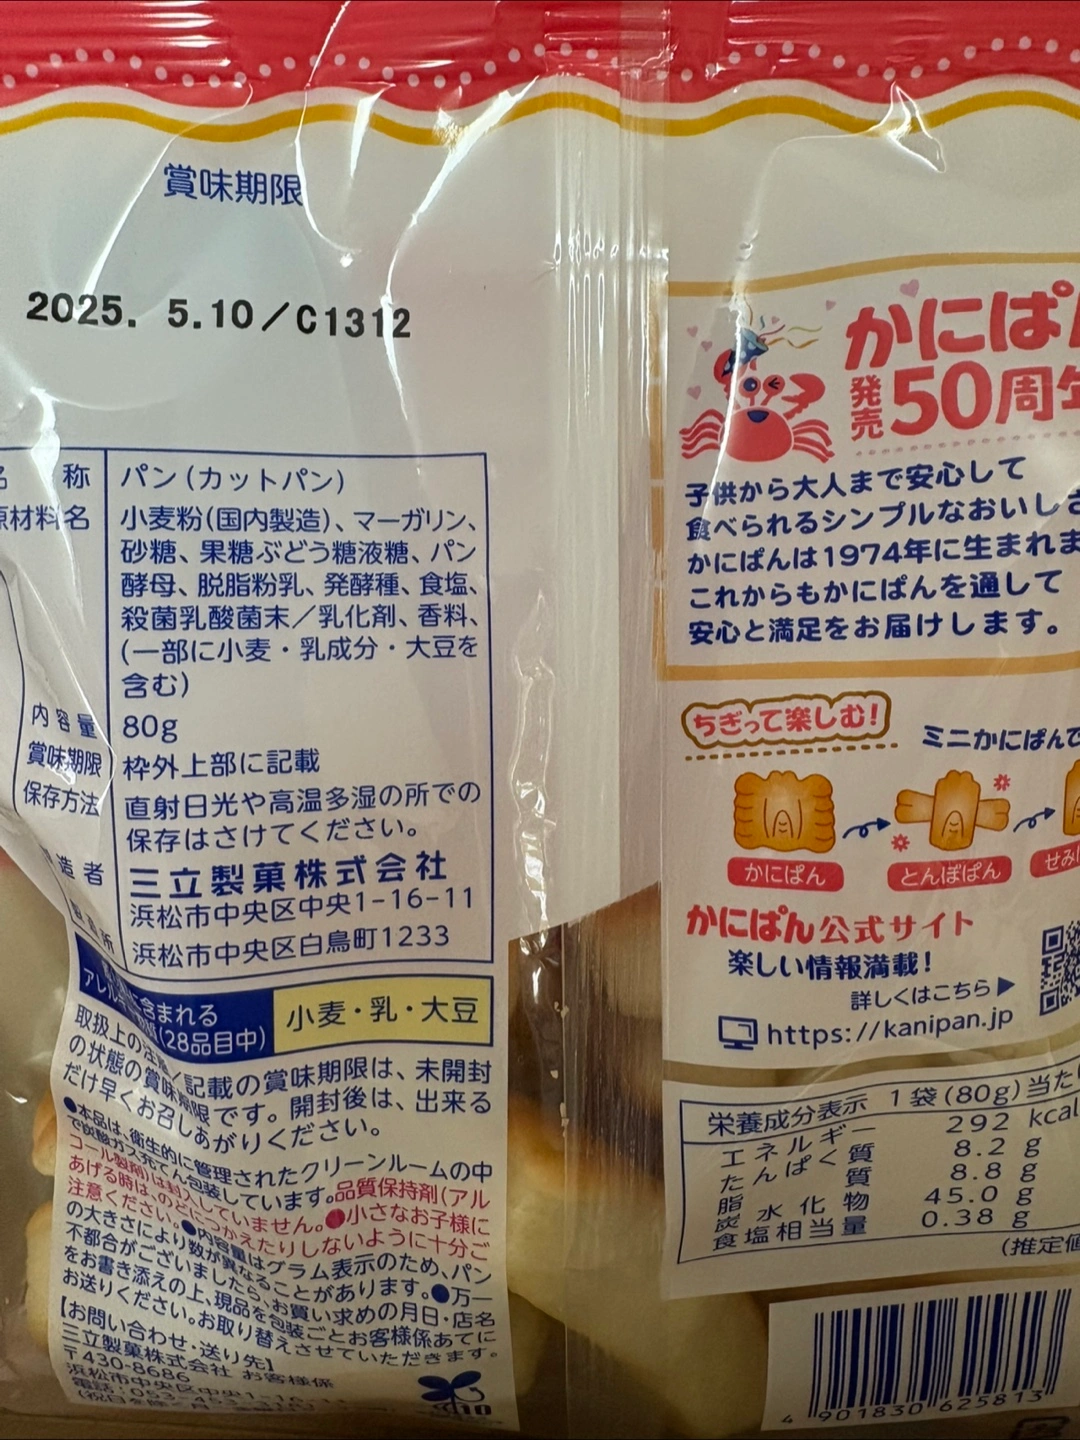 賞味期限
2025. 5.10/C1312
名 称 パン(カットパン)
原材料名 小麦粉(国内製造)、マーガリン、
砂糖、果糖ぶどう糖液糖、パン
酵母、脱脂粉乳、発酵種、食塩、
殺菌乳酸菌末/乳化剤、香料、
(一部に小麦・乳成分・大豆を
含む)
内容量 80g
賞味期限 枠外上部に記載
保存方法 直射日光や高温多湿の所での
保存はさけてください。
造者 三立製菓株式会社
浜松市中央区中央1-16-11
浜松市中央区白鳥町1233
含まれる
(28品目中)
小麦・乳・大豆
取扱上の注意/記載の賞味期限は、未開封
の状態の賞味期限です。開封後は、出来る
だけ早くお召しあがりください。
●本品は、衛生的に管理されたクリーンルームの中
で炭酸ガス充てん包装しています。品質保持剤(アル
コール製剤)は封入していません。●小さなお子様に
あげる時は、のどにつかえたりしないように十分ご
注意ください。●内容量はグラム表示のため、パン
の大きさにより数が異なることがあります。●万一
不都合がございましたら、お買い求めの月日・店名
をお書き添えの上、現品を包装ごとお客様係あてに
お送りください。お取り替えさせていただきます。
【お問い合わせ・送り先】
三立製菓株式会社 お客様係
〒430-8686
浜松市中央区中央1-16
かにぱん
発売50周年
子供から大人まで安心して
食べられるシンプルなおいしさ
かにぱんは1974年に生まれま
これからもかにぱんを通して
安心と満足をお届けします。
ちぎって楽しむ!
ミニかにぱんで
かにぱん
とんぼぱん
せみ
かにぱん公式サイト
楽しい情報満載!
詳しくはこちら▶
https://kanipan.jp
栄養成分表示 1袋(80g)当たり
エネルギー 292 kcal
たんぱく質 8.2 g
脂質 8.8 g
炭水化物 45.0 g
食塩相当量 0.38 g
(推定値
4 901830 625813